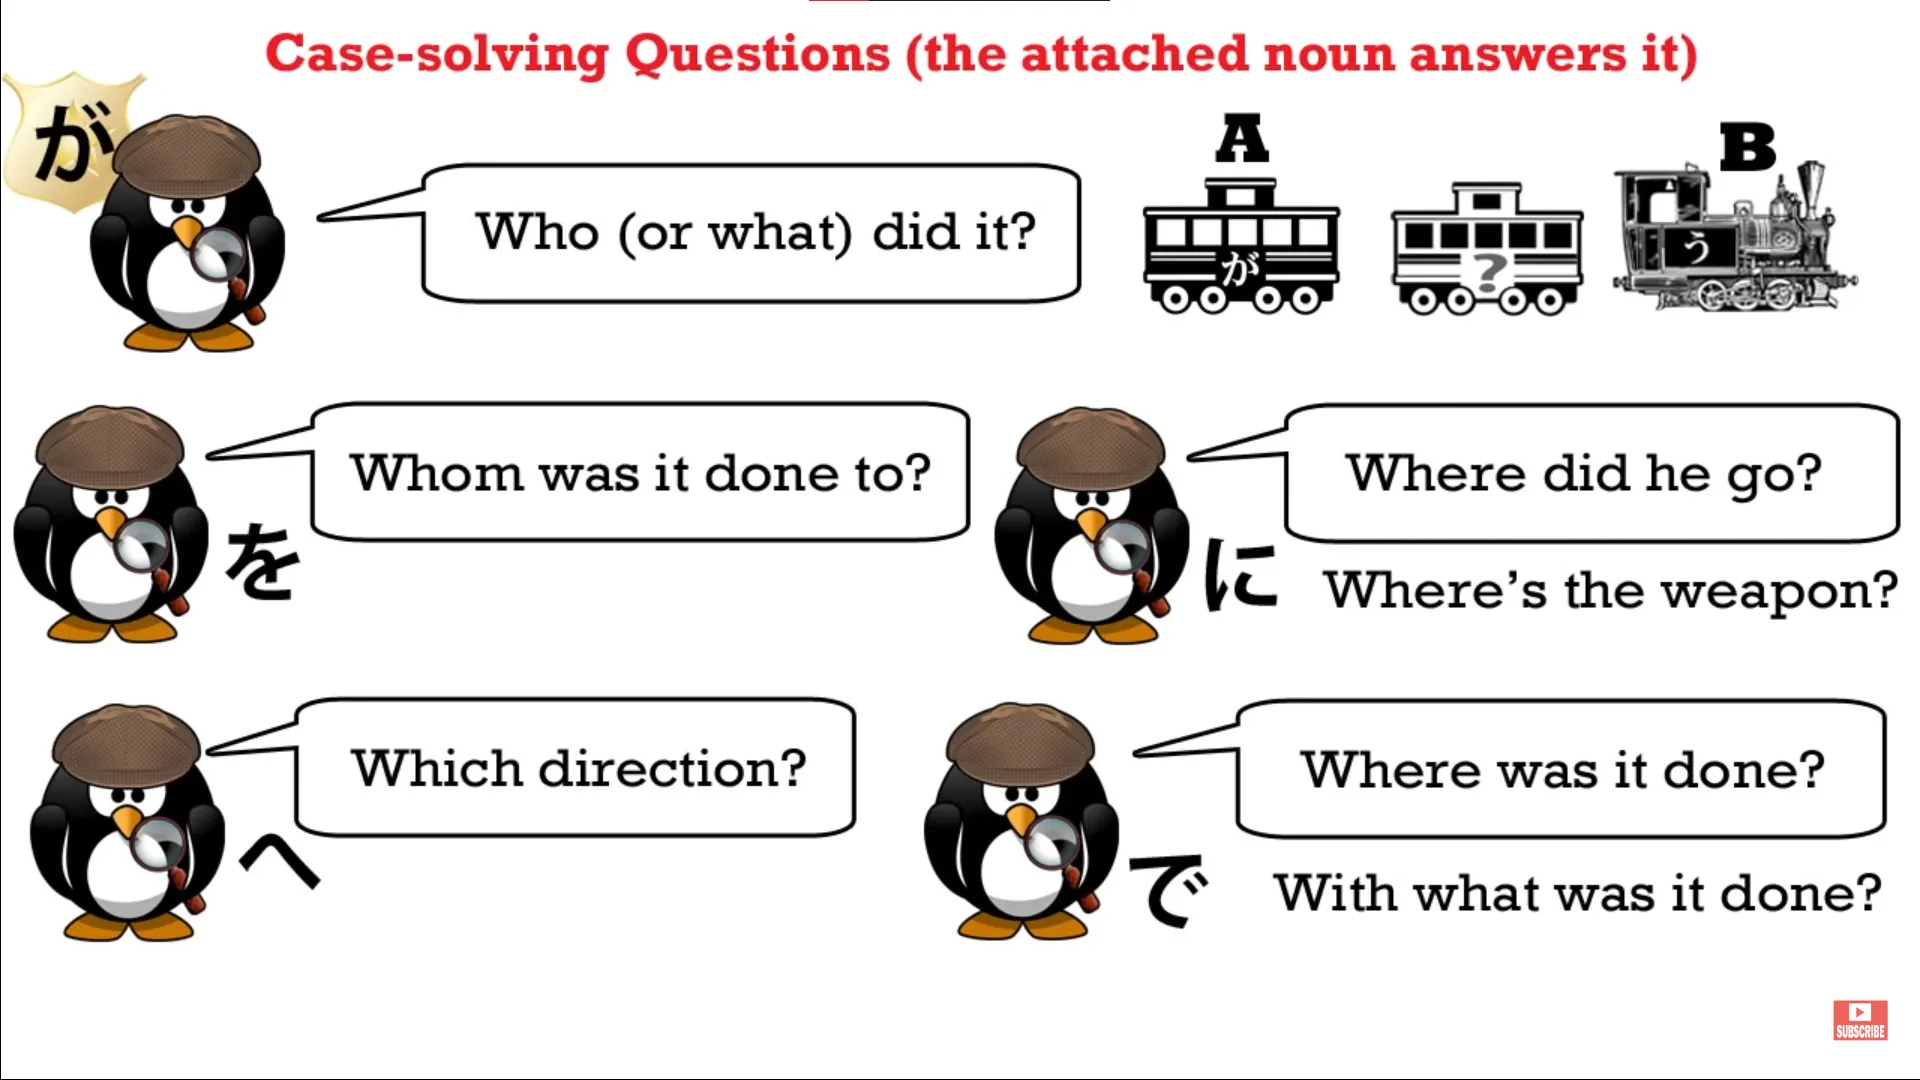 Case-solving Questions (the attached noun answers it)
が
Who (or what) did it?
A
B
が
?
う
Whom was it done to?
を
Where did he go?
に
Where's the weapon?
Which direction?
へ
Where was it done?
で
With what was it done?
SUBSCRIBE